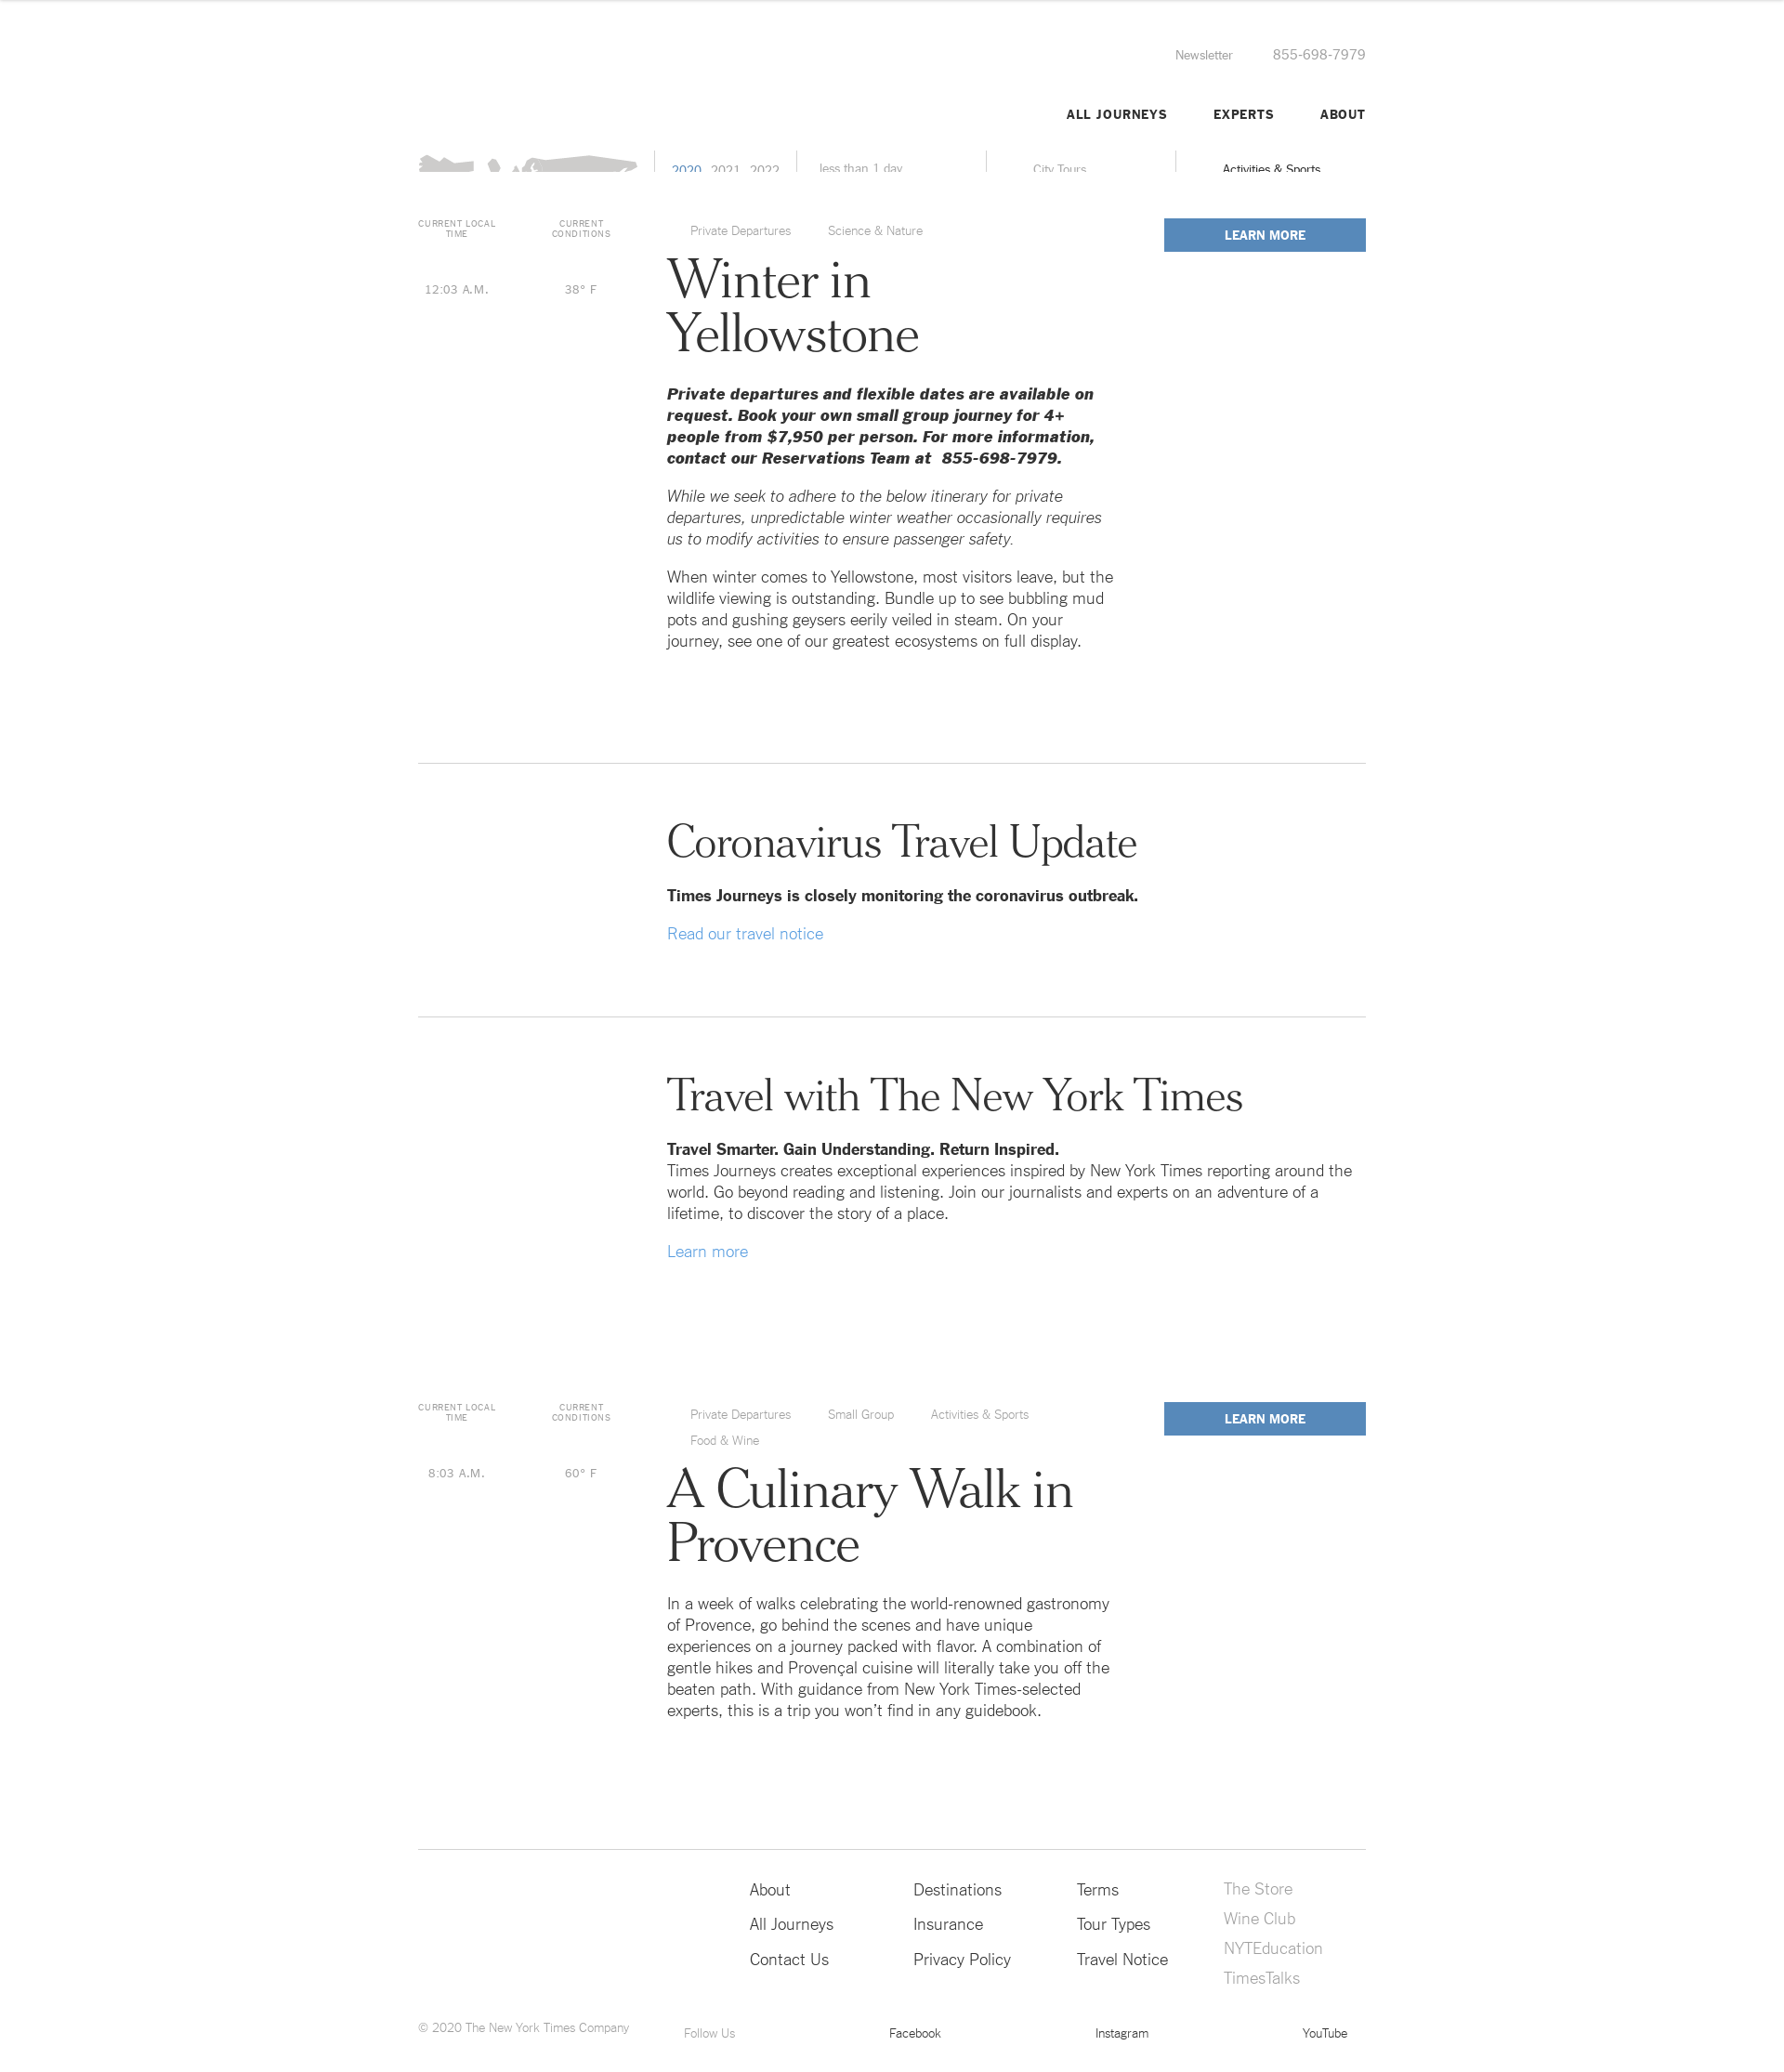 Newsletter 855-698-7979
ALL JOURNEYS EXPERTS ABOUT
2020 2021 2022 less than 1 day City Tours Activities & Sports
CURRENT LOCAL TIME
CURRENT CONDITIONS
12:03 A.M.
38° F
Private Departures Science & Nature
LEARN MORE
Winter in
Yellowstone
Private departures and flexible dates are available on
request. Book your own small group journey for 4+
people from $7,950 per person. For more information,
contact our Reservations Team at 855-698-7979.
While we seek to adhere to the below itinerary for private
departures, unpredictable winter weather occasionally requires
us to modify activities to ensure passenger safety.
When winter comes to Yellowstone, most visitors leave, but the
wildlife viewing is outstanding. Bundle up to see bubbling mud
pots and gushing geysers eerily veiled in steam. On your
journey, see one of our greatest ecosystems on full display.
Coronavirus Travel Update
Times Journeys is closely monitoring the coronavirus outbreak.
Read our travel notice
Travel with The New York Times
Travel Smarter. Gain Understanding. Return Inspired.
Times Journeys creates exceptional experiences inspired by New York Times reporting around the
world. Go beyond reading and listening. Join our journalists and experts on an adventure of a
lifetime, to discover the story of a place.
Learn more
CURRENT LOCAL TIME
CURRENT CONDITIONS
8:03 A.M.
60° F
Private Departures Small Group Activities & Sports
Food & Wine
LEARN MORE
A Culinary Walk in
Provence
In a week of walks celebrating the world-renowned gastronomy
of Provence, go behind the scenes and have unique
experiences on a journey packed with flavor. A combination of
gentle hikes and Provençal cuisine will literally take you off the
beaten path. With guidance from New York Times-selected
experts, this is a trip you won’t find in any guidebook.
About
All Journeys
Contact Us
Destinations
Insurance
Privacy Policy
Terms
Tour Types
Travel Notice
The Store
Wine Club
NYTEducation
TimesTalks
© 2020 The New York Times Company
Follow Us Facebook Instagram YouTube